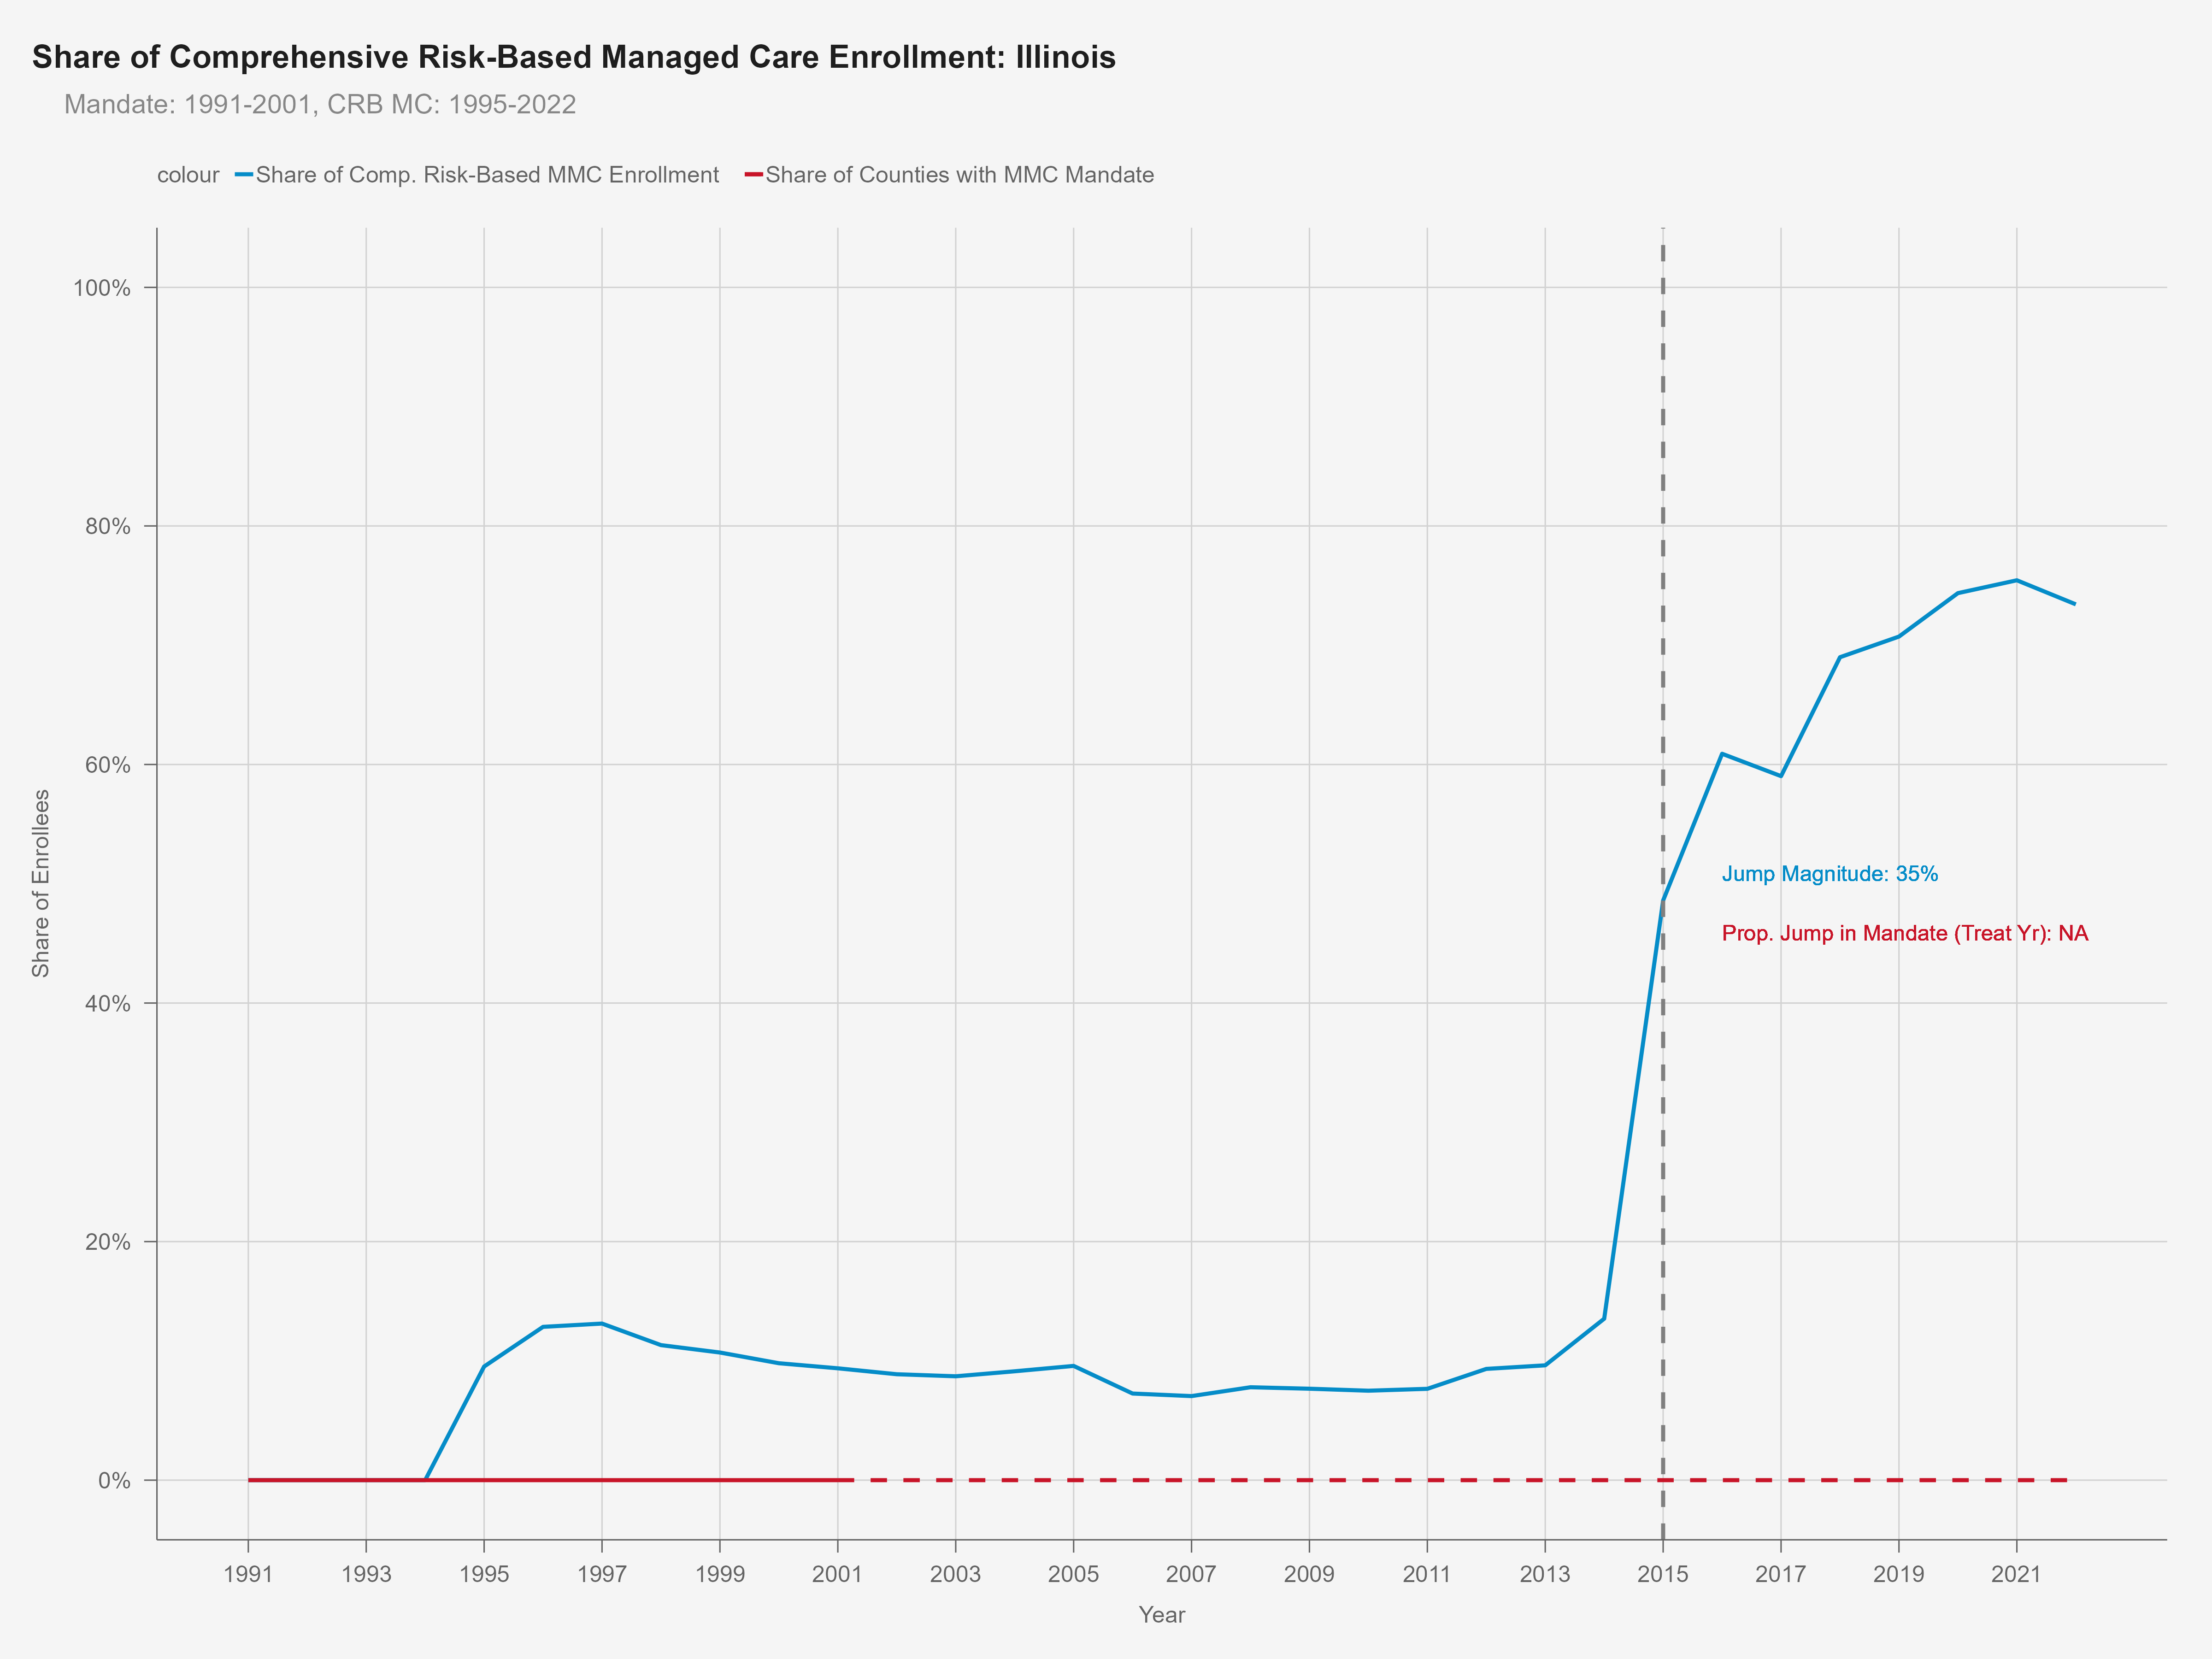 Share of Comprehensive Risk-Based Managed Care Enrollment: Illinois
Mandate: 1991-2001, CRB MC: 1995-2022
colour Share of Comp. Risk-Based MMC Enrollment Share of Counties with MMC Mandate
100%
80%
60%
40%
20%
0%
Share of Enrollees
Jump Magnitude: 35%
Prop. Jump in Mandate (Treat Yr): NA
1991 1993 1995 1997 1999 2001 2003 2005 2007 2009 2011 2013 2015 2017 2019 2021
Year